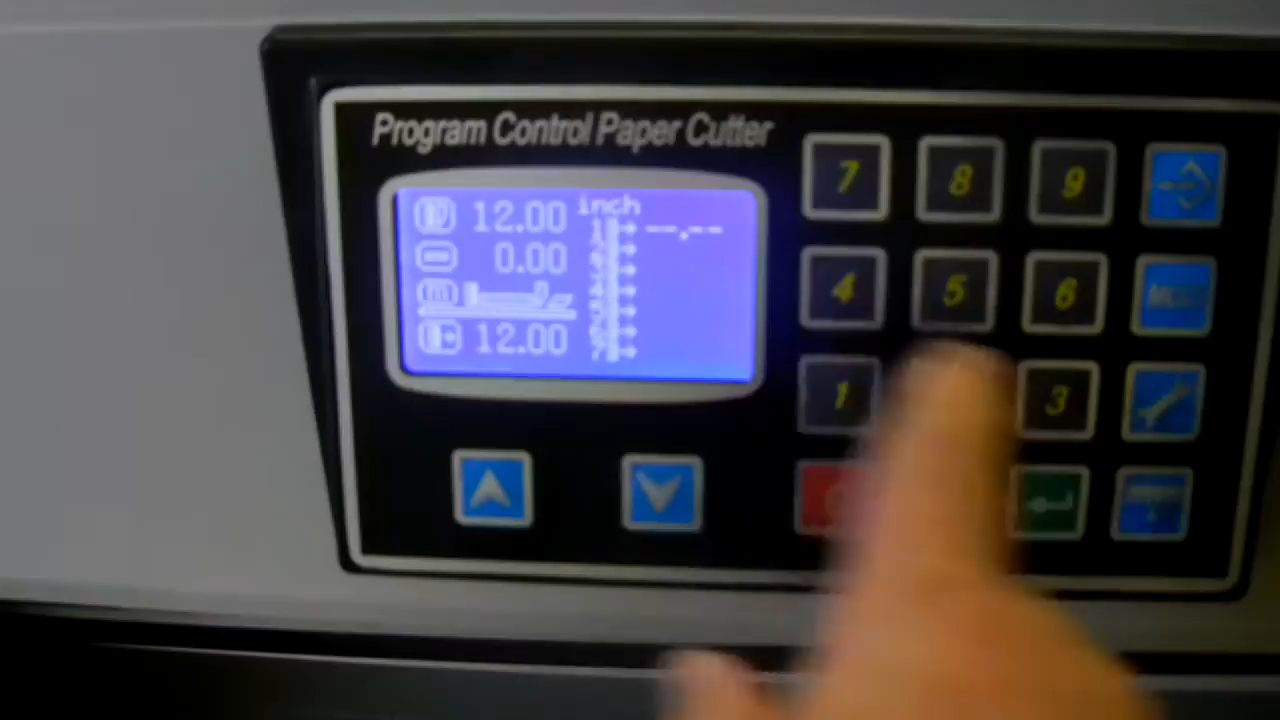 Program Control Paper Cutter
12.00 inch
0.00
12.00
--.--
7 8 9
4 5 6
1 3